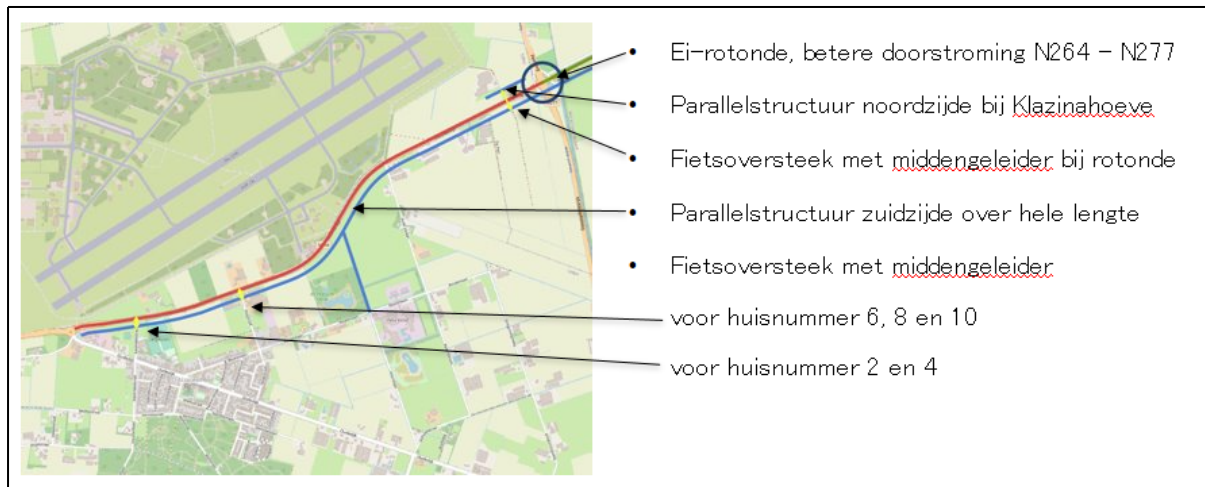 • Ei-rotonde, betere doorstroming N264 – N277
• Parallelstructuur noordzijde bij Klazinahoeve
• Fietsoversteek met middengeleider bij rotonde
• Parallelstructuur zuidzijde over hele lengte
• Fietsoversteek met middengeleider
voor huisnummer 6, 8 en 10
voor huisnummer 2 en 4